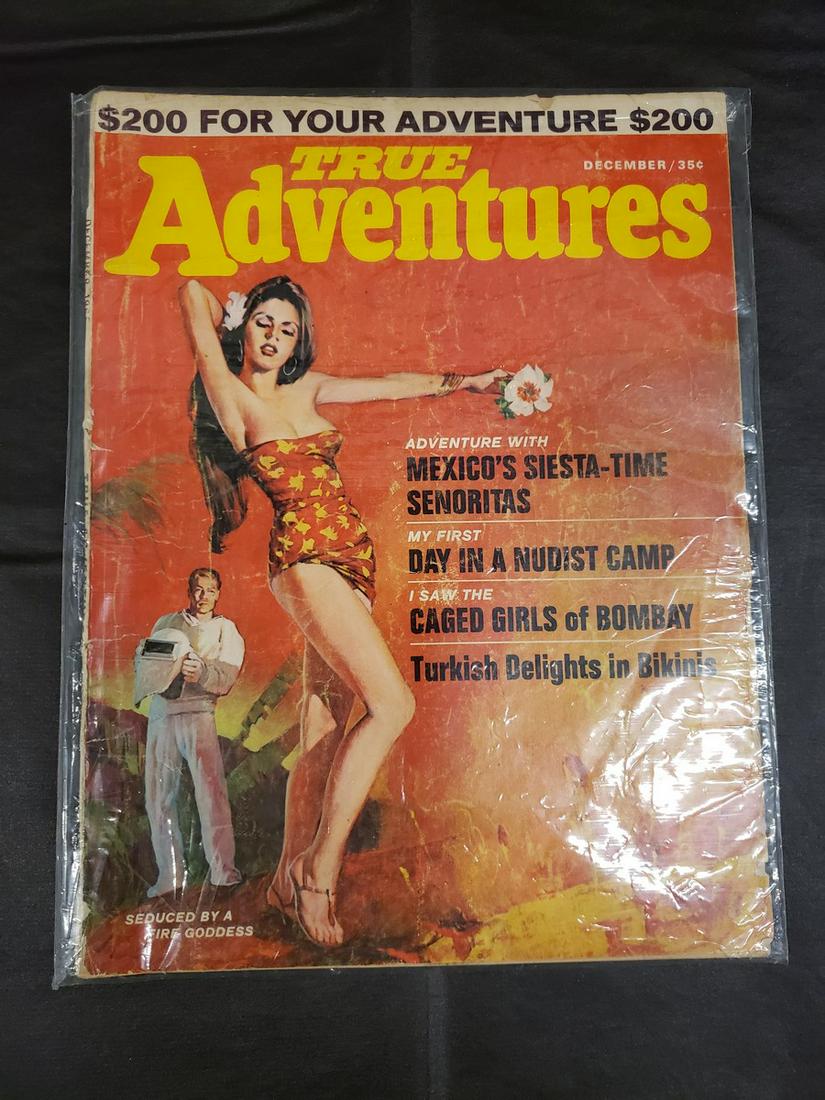 $200 FOR YOUR ADVENTURE $200
TRUE
DECEMBER/35¢
Adventures
ADVENTURE WITH
MEXICO'S SIESTA-TIME
SENORITAS
MY FIRST
DAY IN A NUDIST CAMP
I SAW THE
CAGED GIRLS of BOMBAY
Turkish Delights in Bikinis
SEDUCED BY A
FIRE GODDESS